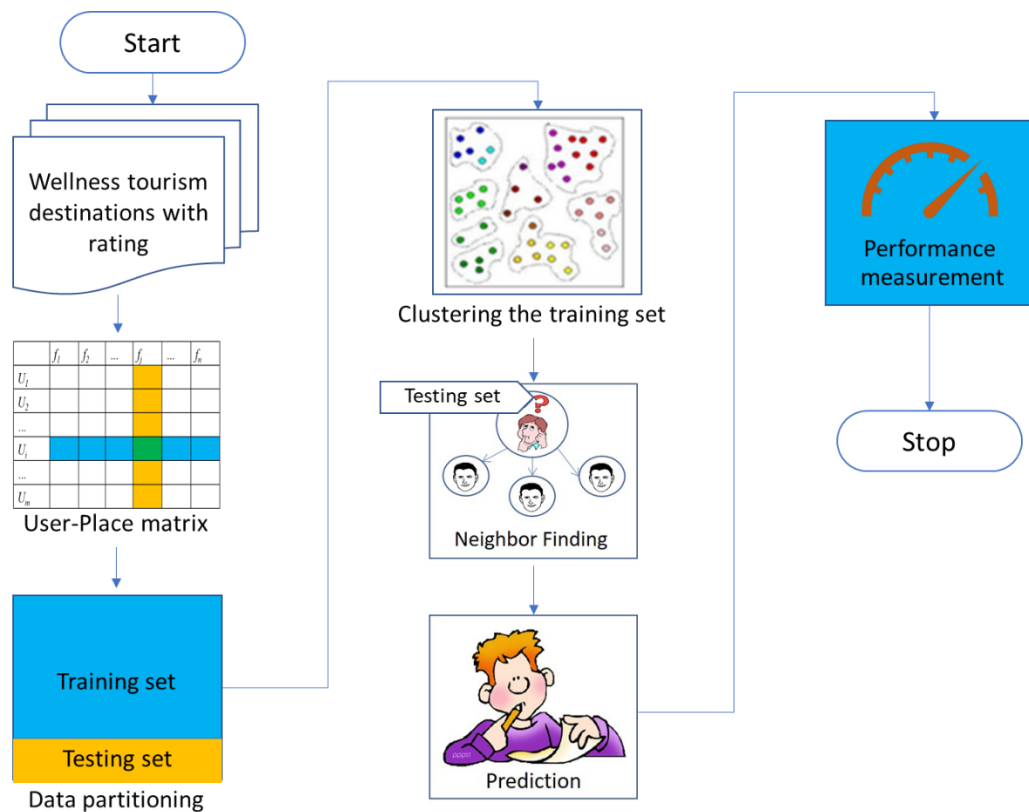 Start
Wellness tourism
destinations with
rating
f1 f2 ... fj ... fn
U1
U2
...
Ui
...
Um
User-Place matrix
Training set
Testing set
Data partitioning
Clustering the training set
Testing set
?
Neighbor Finding
Prediction
Performance
measurement
Stop